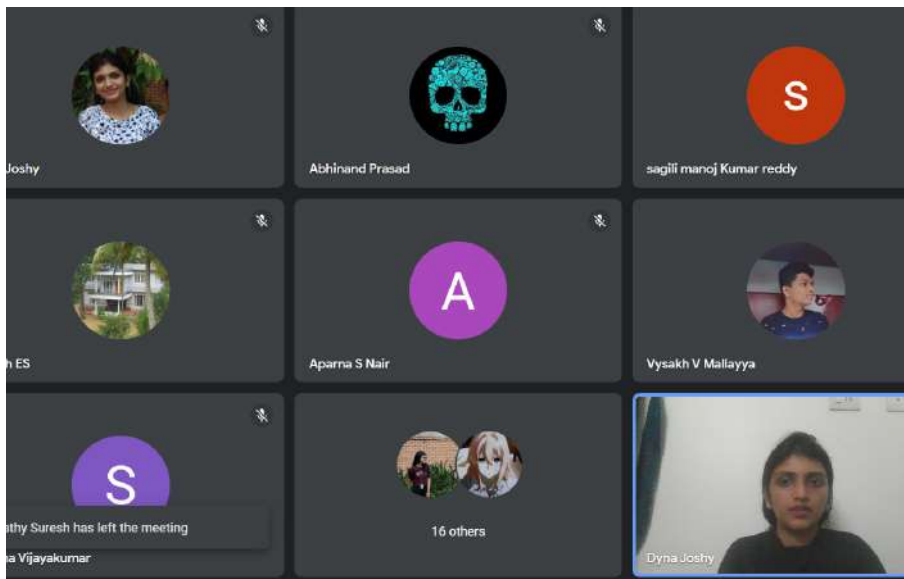 Joshy
Abhinand Prasad
S
sagili manoj Kumar reddy
h ES
A
Aparna S Nair
Vysakh V Mallayya
S
athy Suresh has left the meeting
na Vijayakumar
16 others
Dyna Joshy